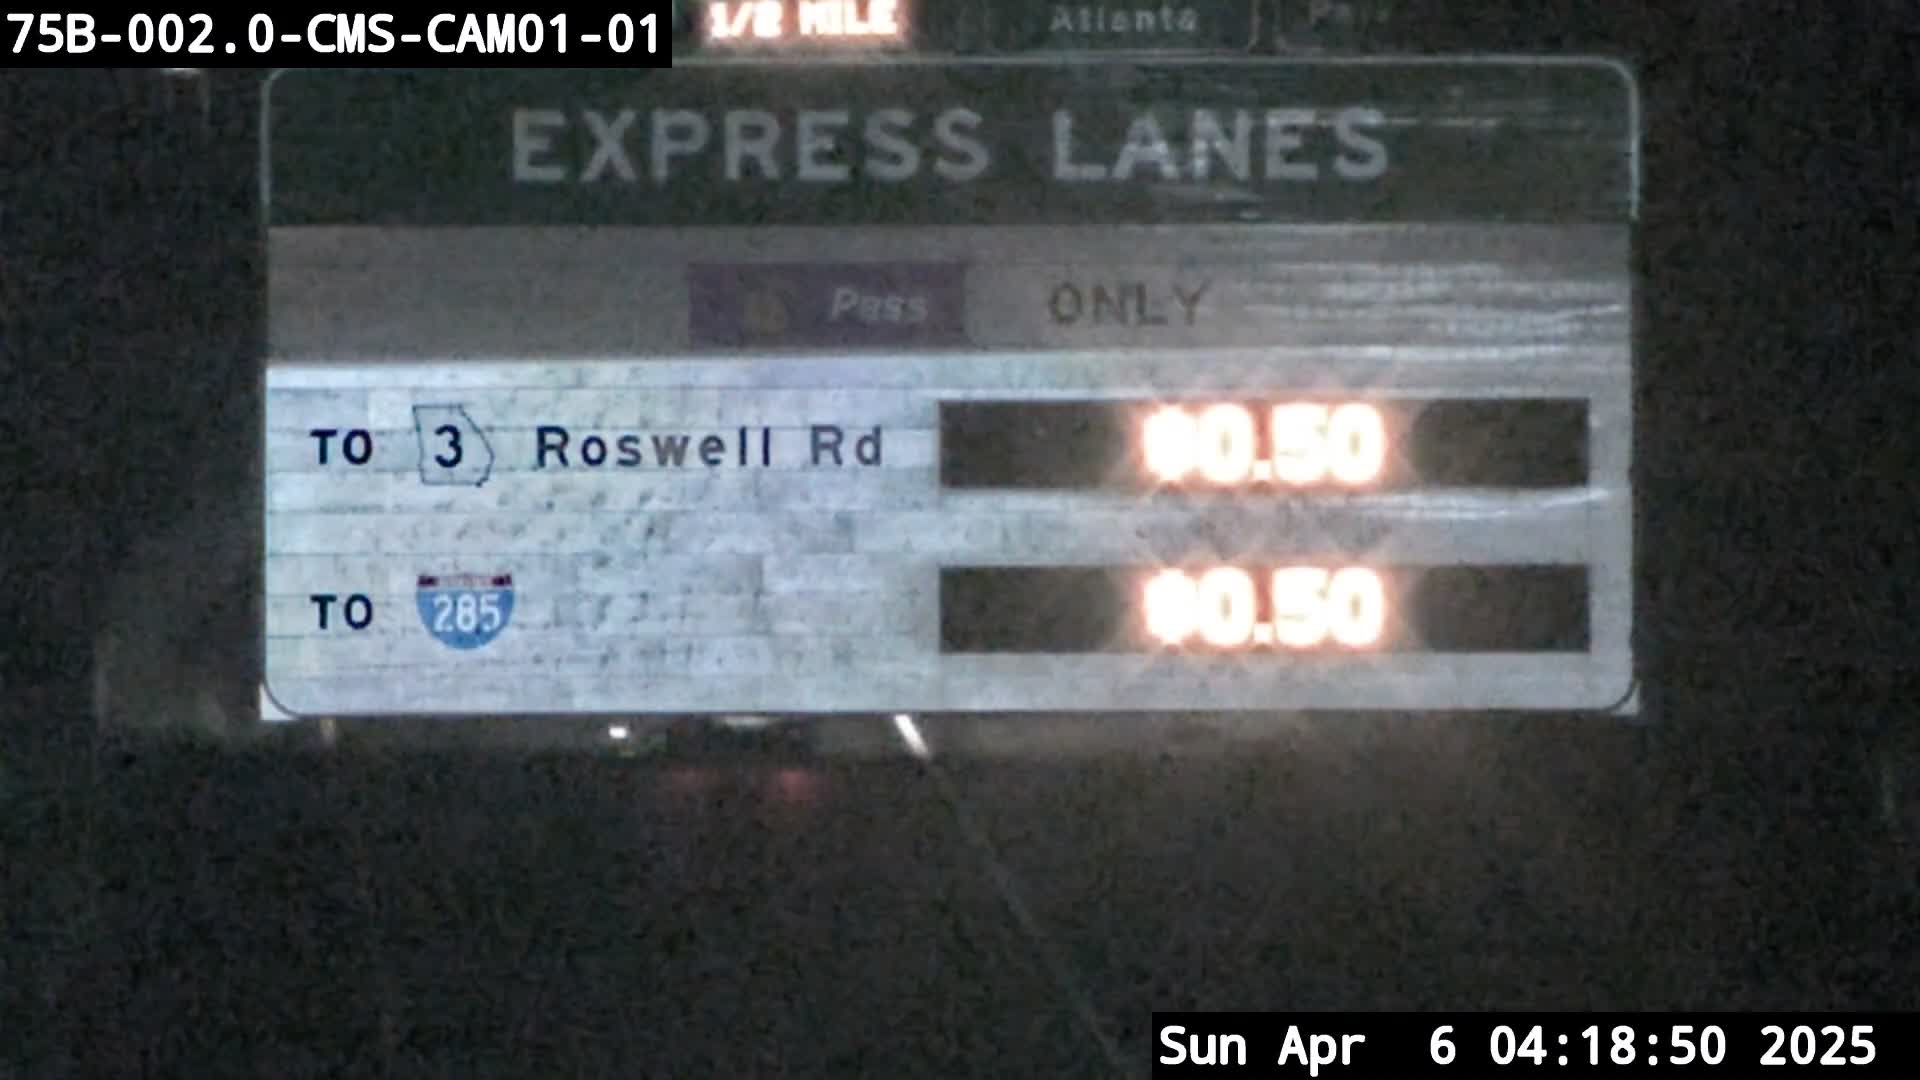 75B-002.0-CMS-CAM01-01
1/2 MILE
Atlanta
EXPRESS LANES
Pass ONLY
TO 3 Roswell Rd $0.50
TO 285 $0.50
Sun Apr 6 04:18:50 2025